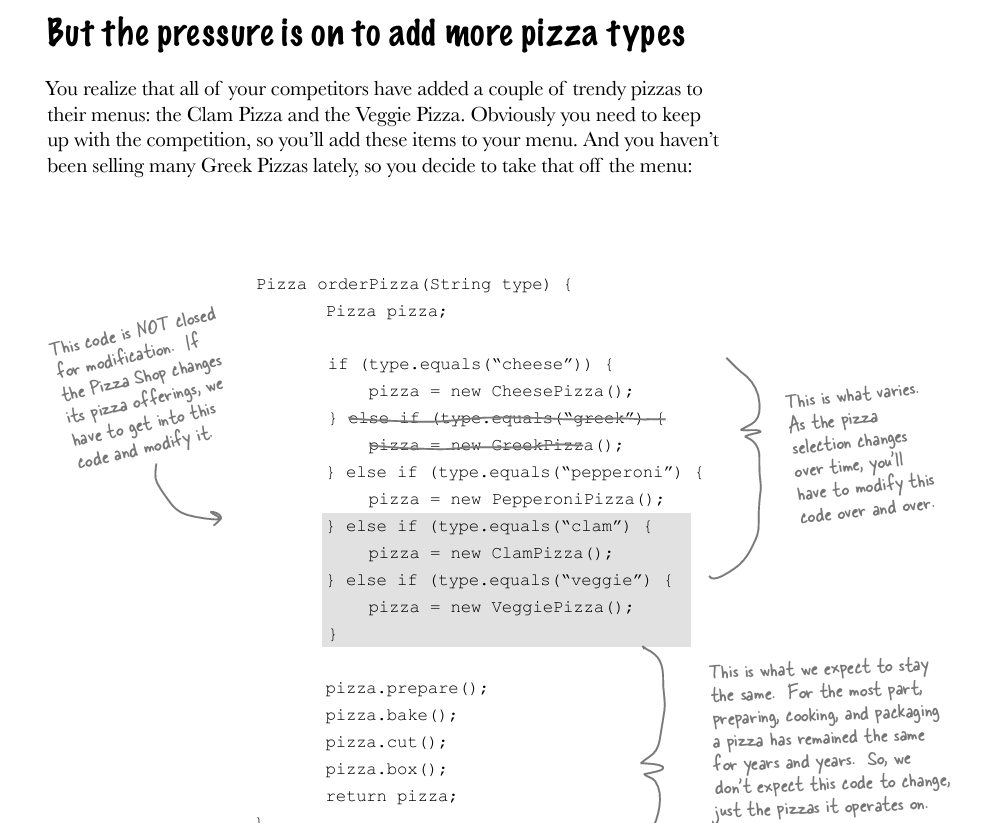 But the pressure is on to add more pizza types
You realize that all of your competitors have added a couple of trendy pizzas to
their menus: the Clam Pizza and the Veggie Pizza. Obviously you need to keep
up with the competition, so you'll add these items to your menu. And you haven't
been selling many Greek Pizzas lately, so you decide to take that off the menu:
Pizza orderPizza(String type) {
Pizza pizza;
if (type.equals(“cheese”)) {
pizza = new CheesePizza();
} else if (type.equals(“greek”) {
pizza = new GreekPizza();
} else if (type.equals(“pepperoni”) {
pizza = new PepperoniPizza();
} else if (type.equals(“clam”) {
pizza = new ClamPizza();
} else if (type.equals(“veggie”) {
pizza = new VeggiePizza();
}
pizza.prepare();
pizza.bake();
pizza.cut();
pizza.box();
return pizza;
}
This code is NOT closed
for modification. If
the Pizza Shop changes
its pizza offerings, we
have to get into this
code and modify it.
This is what varies.
As the pizza
selection changes
over time, you'll
have to modify this
code over and over.
This is what we expect to stay
the same. For the most part,
preparing, cooking, and packaging
a pizza has remained the same
for years and years. So, we
don't expect this code to change,
just the pizzas it operates on.